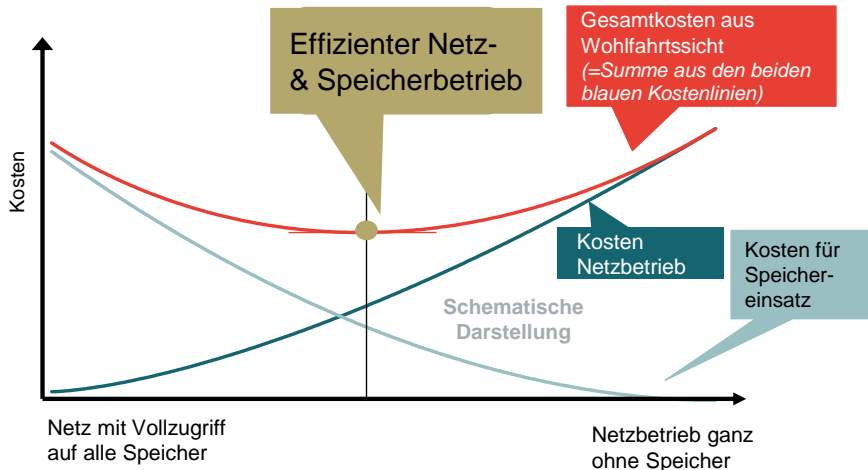 Effizienter Netz-
& Speicherbetrieb
Gesamtkosten aus
Wohlfahrtssicht
(=Summe aus den beiden
blauen Kostenlinien)
Kosten
Kosten
Netzbetrieb
Kosten für
Speicher-
einsatz
Schematische
Darstellung
Netz mit Vollzugriff
auf alle Speicher
Netzbetrieb ganz
ohne Speicher